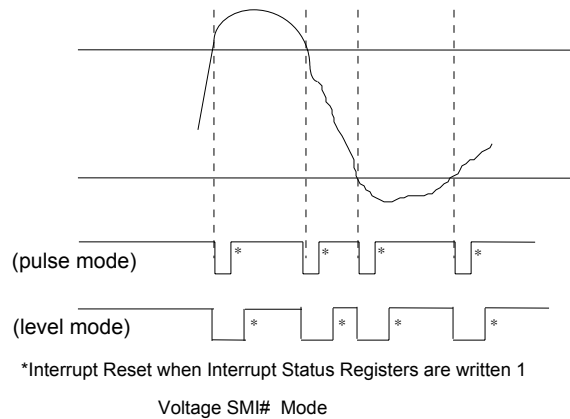 * * * *
(pulse mode)
* * * *
(level mode)
*Interrupt Reset when Interrupt Status Registers are written 1
Voltage SMI# Mode